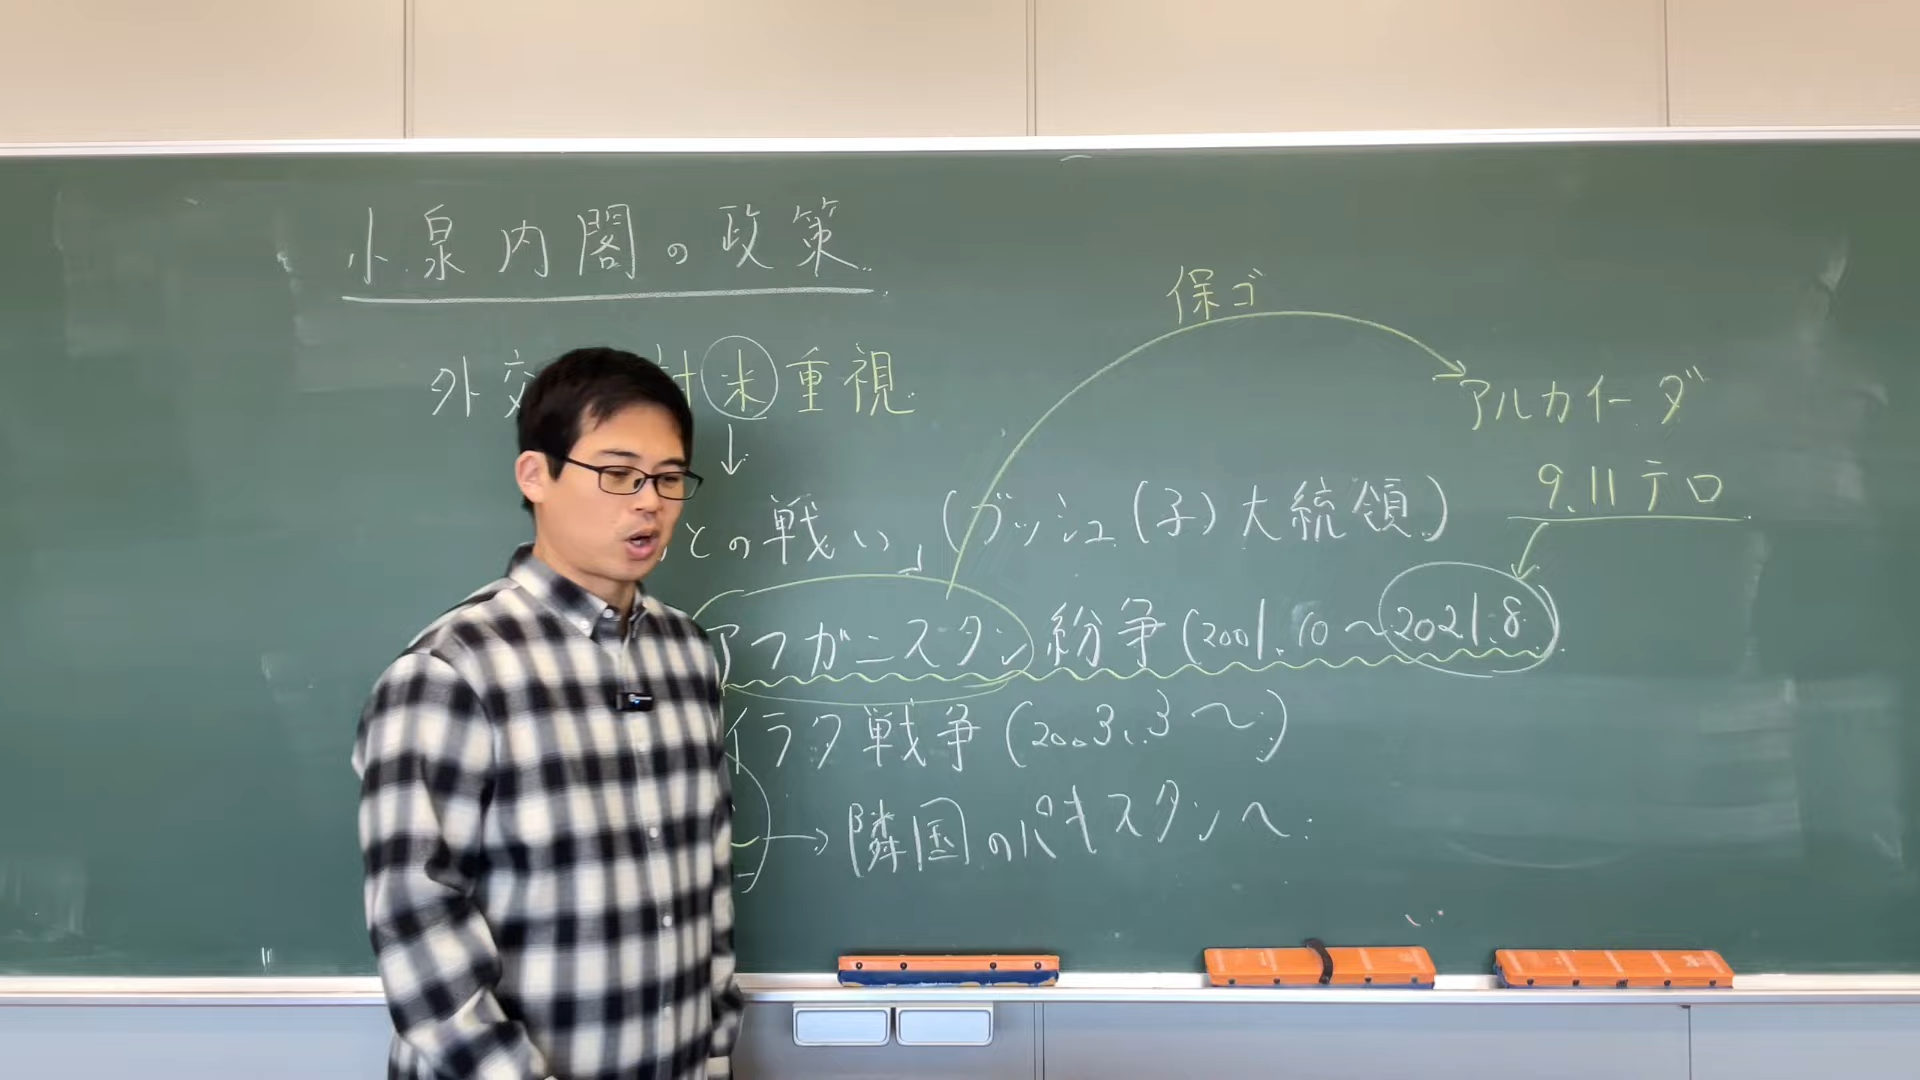 小泉内閣の政策
保ゴ
外交 対米重視
アルカイーダ
9.11テロ
との戦い」(ブッシュ(子)大統領)
アフガニスタン紛争(2001.10〜2021.8)
イラク戦争(2003.3〜)
→隣国のパキスタンへ